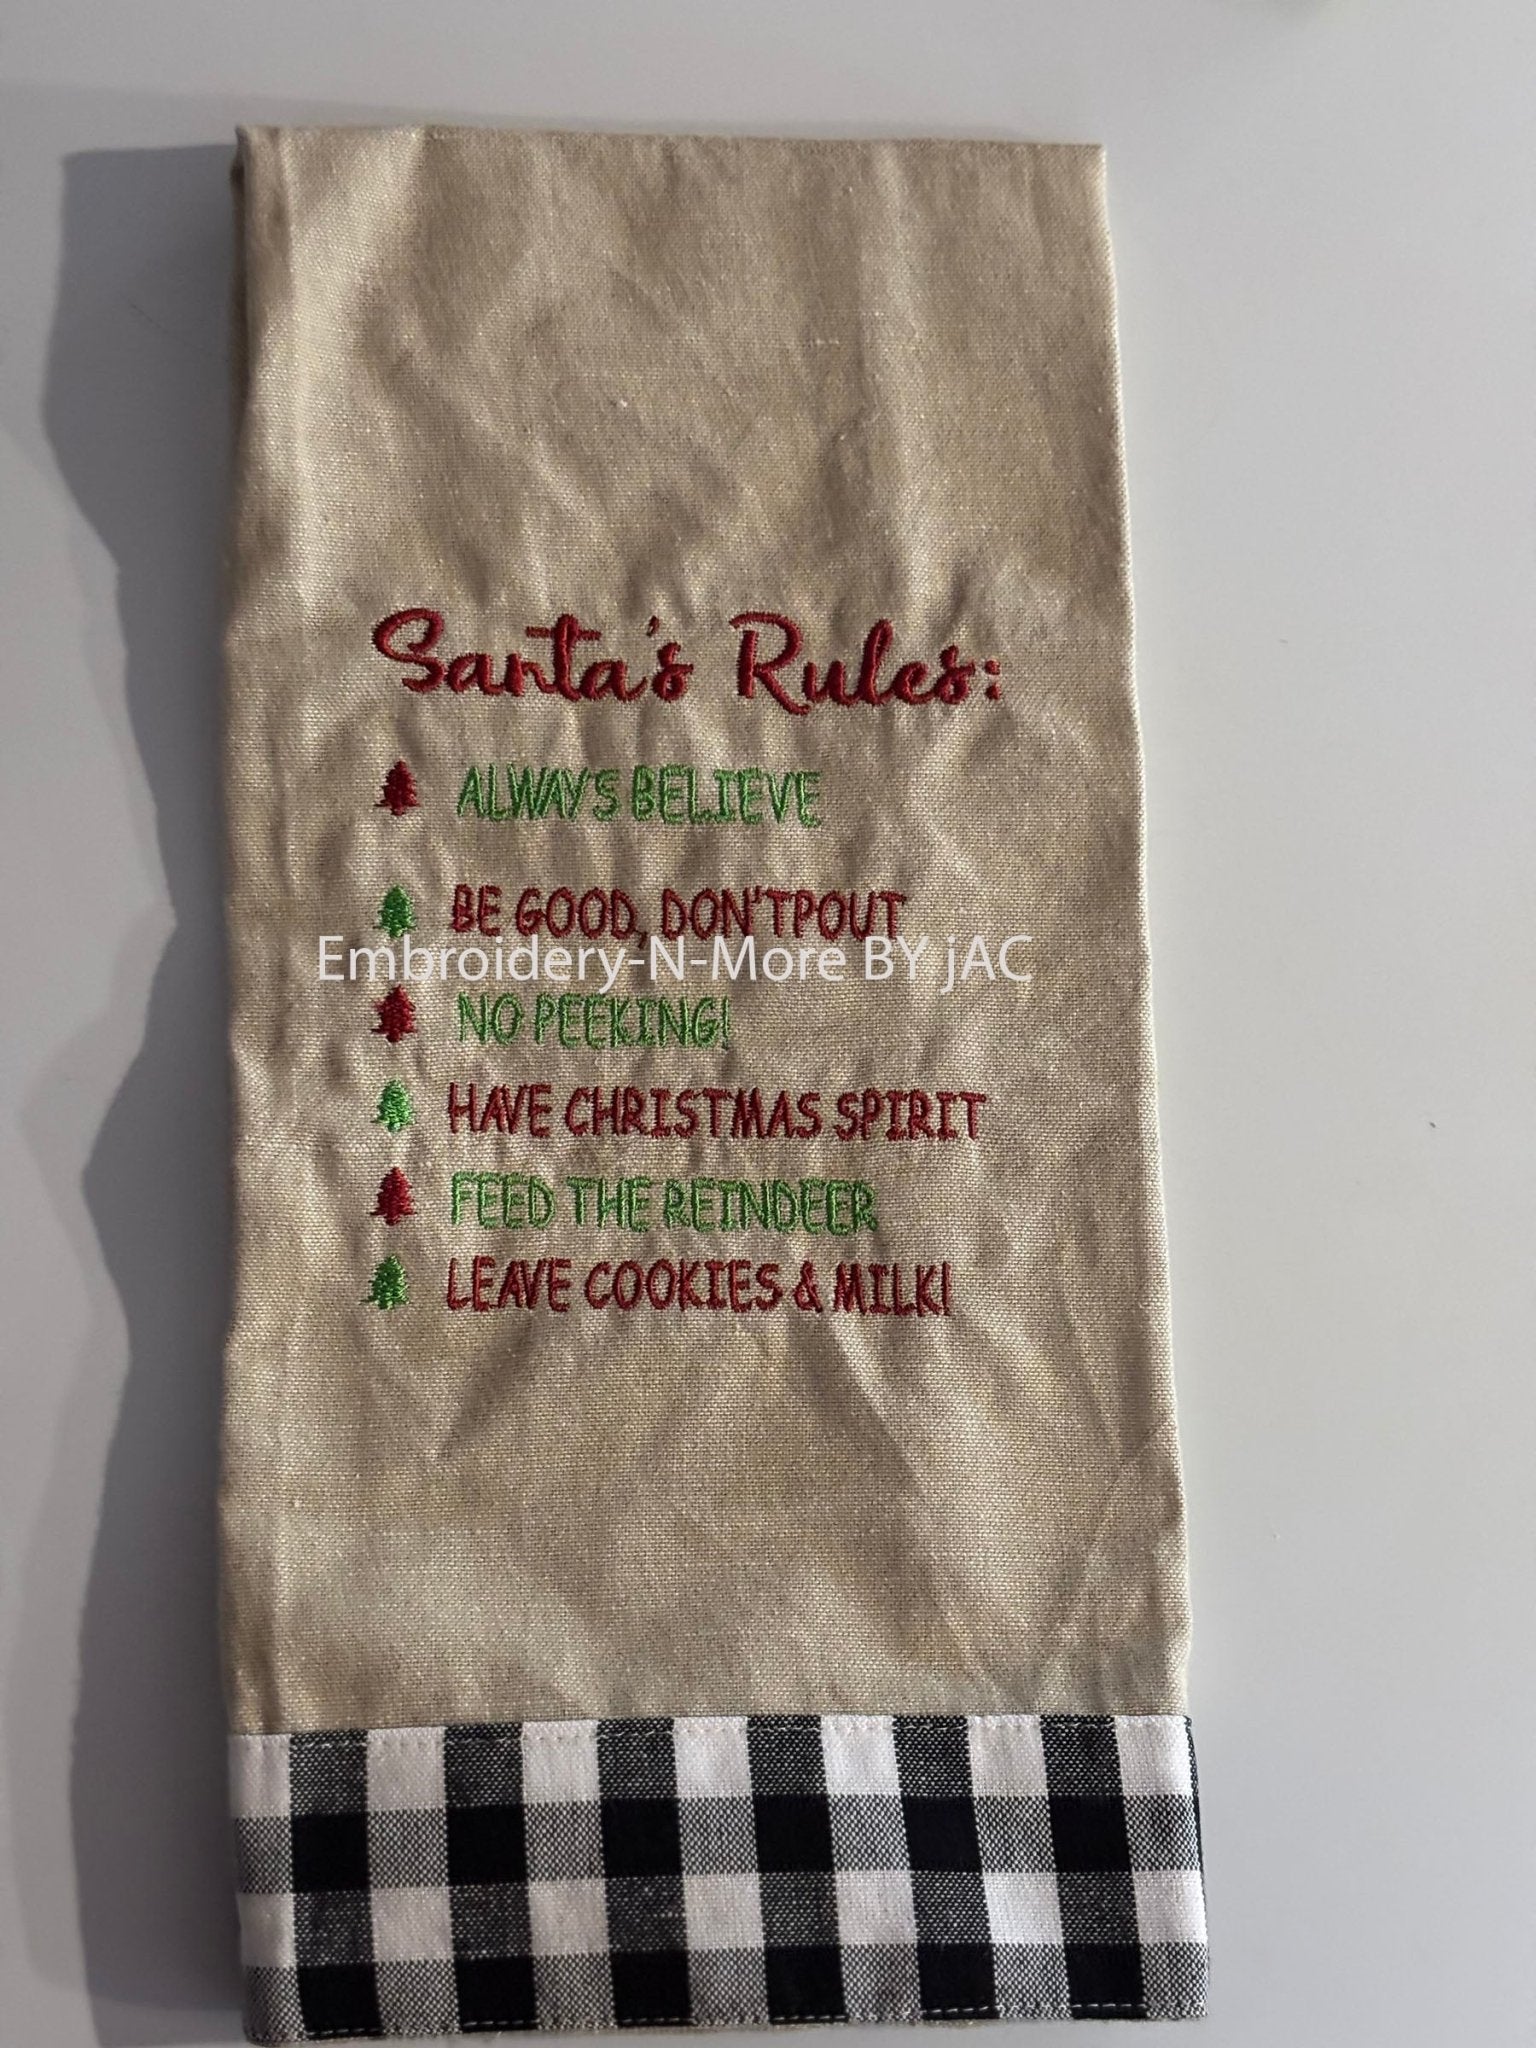 Santa's Rules:
ALWAYS BELIEVE
BE GOOD, DON'TPOUT
Embroidery-N-More BY jAC
NO PEEKING!
HAVE CHRISTMAS SPIRIT
FEED THE REINDEER
LEAVE COOKIES & MILK!